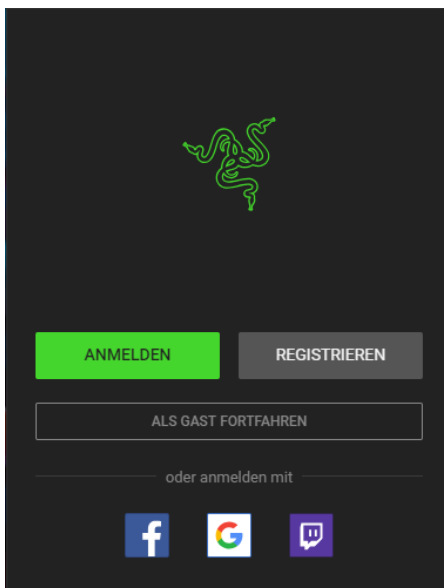 ANMELDEN
REGISTRIEREN
ALS GAST FORTFAHREN
oder anmelden mit